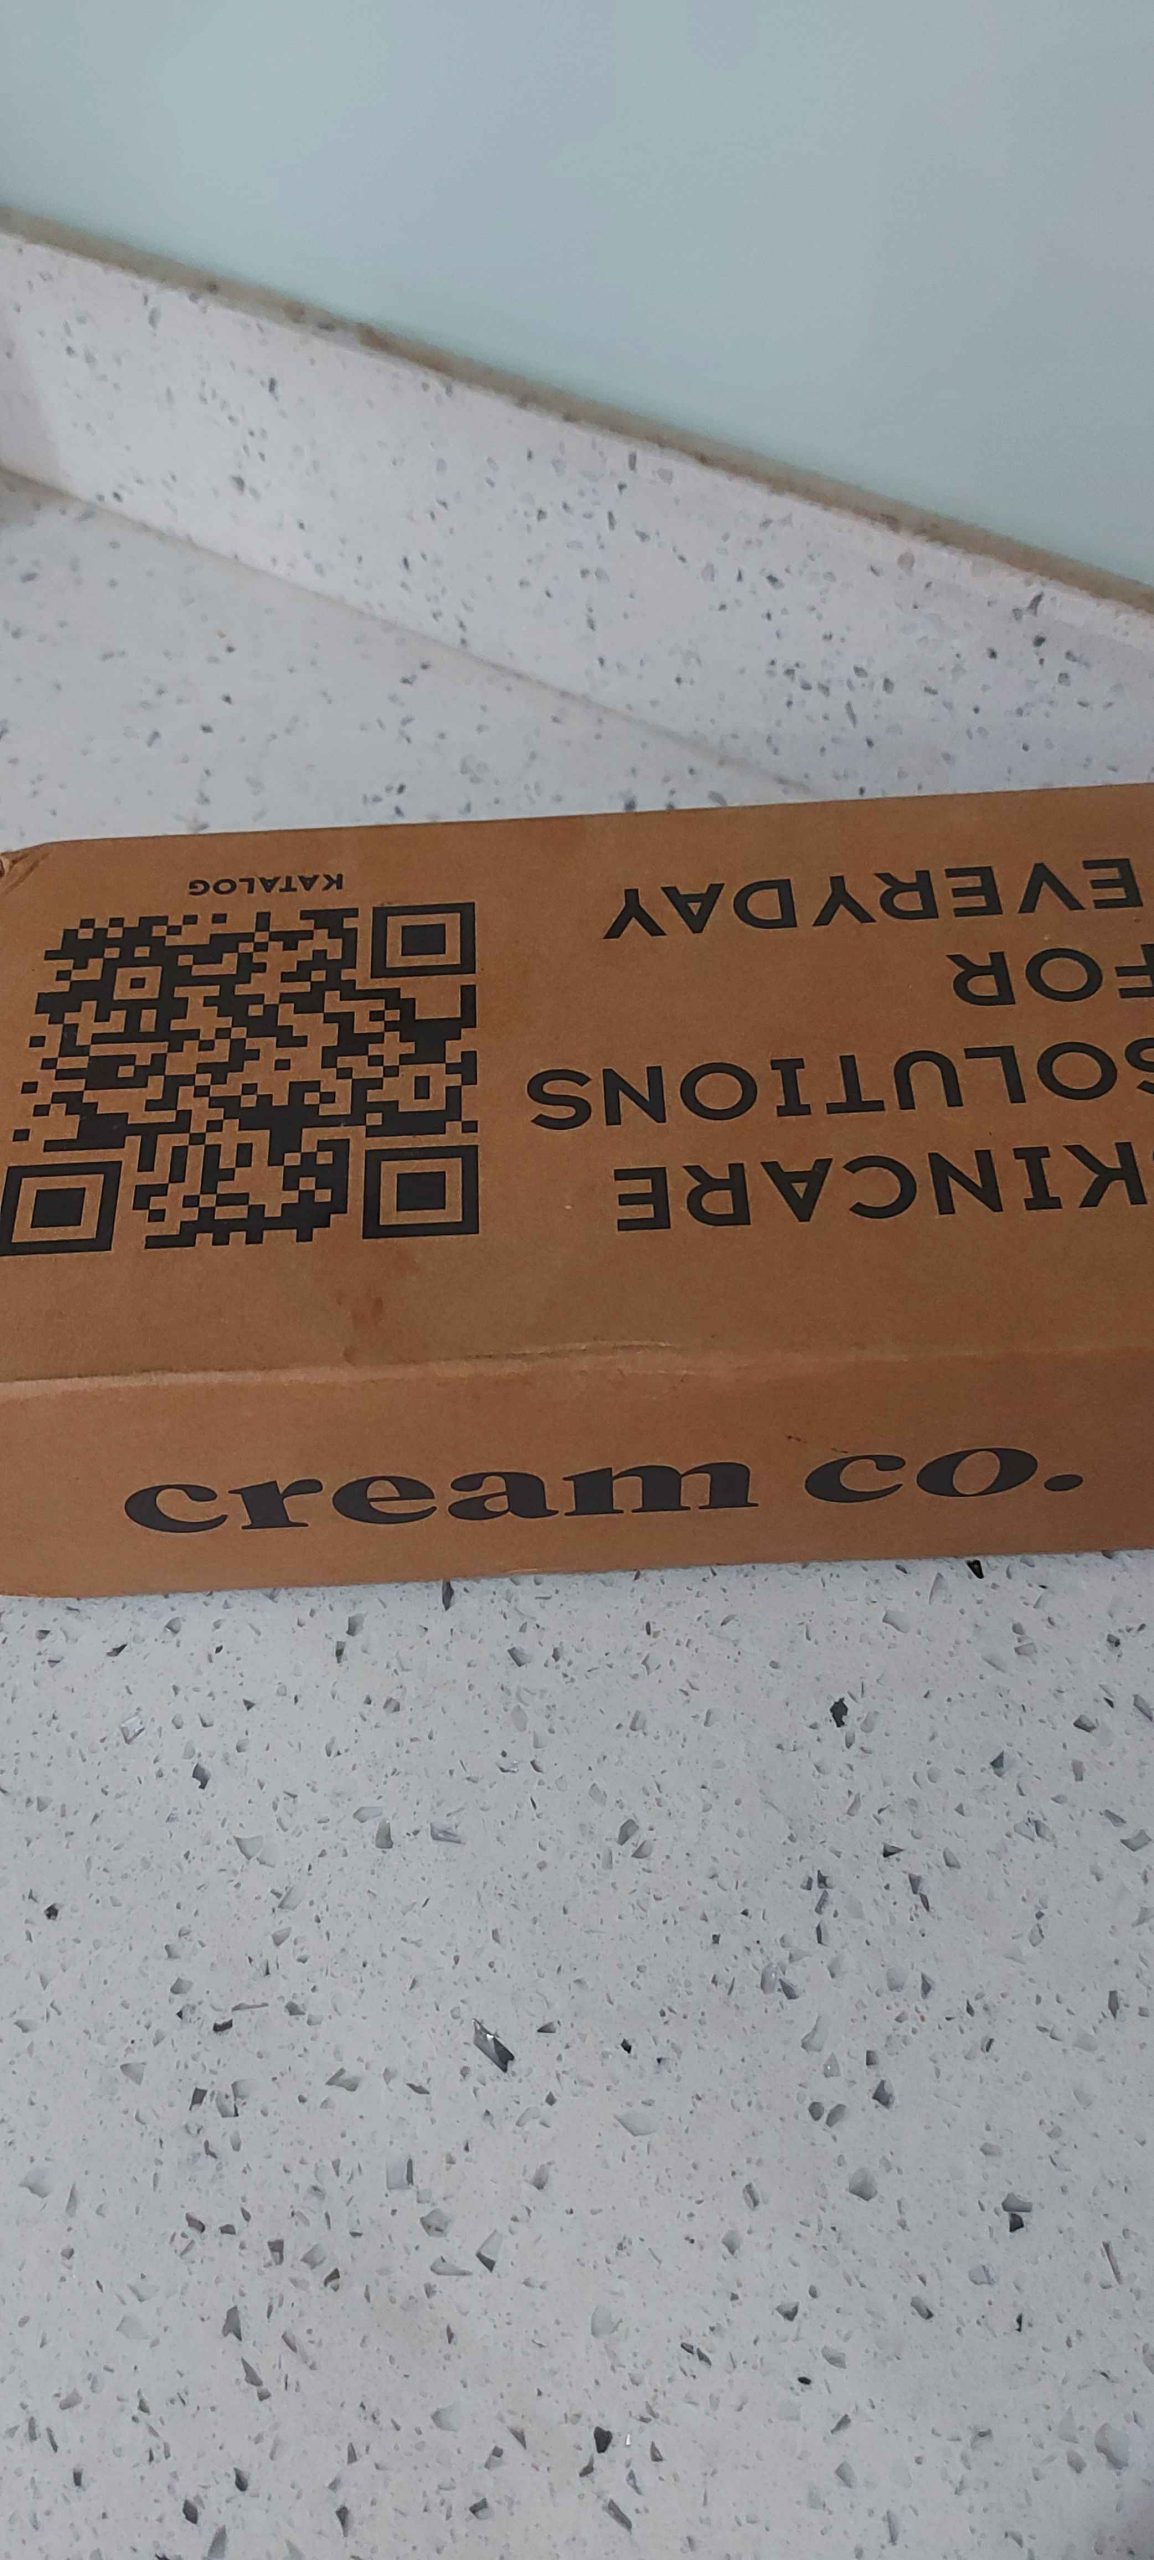 KINCARE
SOLUTIONS
FOR
EVERYDAY
KATALOG
cream co.